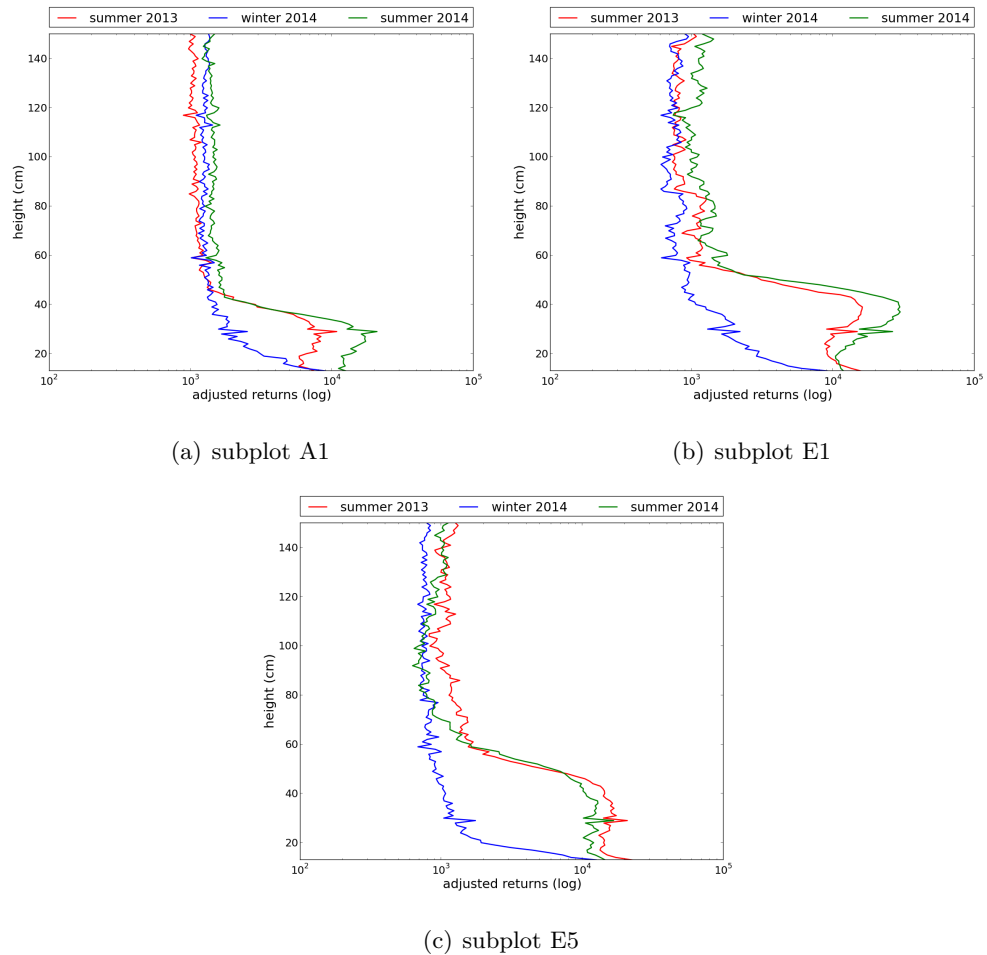 summer 2013 winter 2014 summer 2014
140
120
100
80
60
40
20
height (cm)
10^2 10^3 10^4 10^5
adjusted returns (log)
(a) subplot A1
summer 2013 winter 2014 summer 2014
140
120
100
80
60
40
20
height (cm)
10^2 10^3 10^4 10^5
adjusted returns (log)
(b) subplot E1
summer 2013 winter 2014 summer 2014
140
120
100
80
60
40
20
height (cm)
10^2 10^3 10^4 10^5
adjusted returns (log)
(c) subplot E5